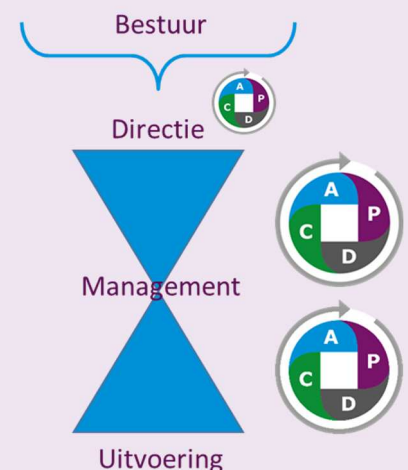 Bestuur
A
P
C
D
Directie
A
P
C
D
Management
A
P
C
D
Uitvoering